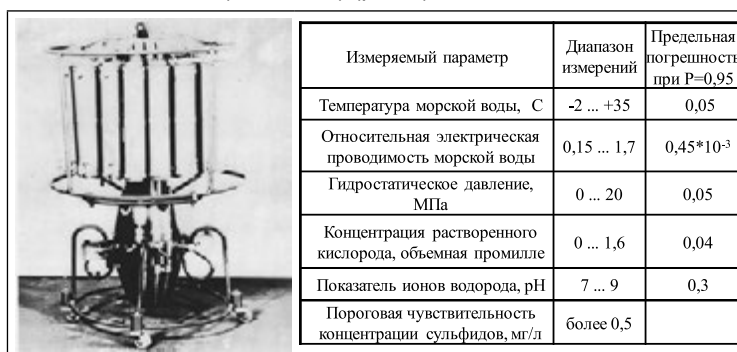 Измеряемый параметр
Диапазон
измерений
Предельная
погрешность
при P=0,95
Температура морской воды, С
-2 ... +35
0,05
Относительная электрическая
проводимость морской воды
0,15 ... 1,7
0,45*10⁻³
Гидростатическое давление,
МПа
0 ... 20
0,05
Концентрация растворенного
кислорода, объемная промилле
0 ... 1,6
0,04
Показатель ионов водорода, pH
7 ... 9
0,3
Пороговая чувствительность
концентрации сульфидов, мг/л
более 0,5